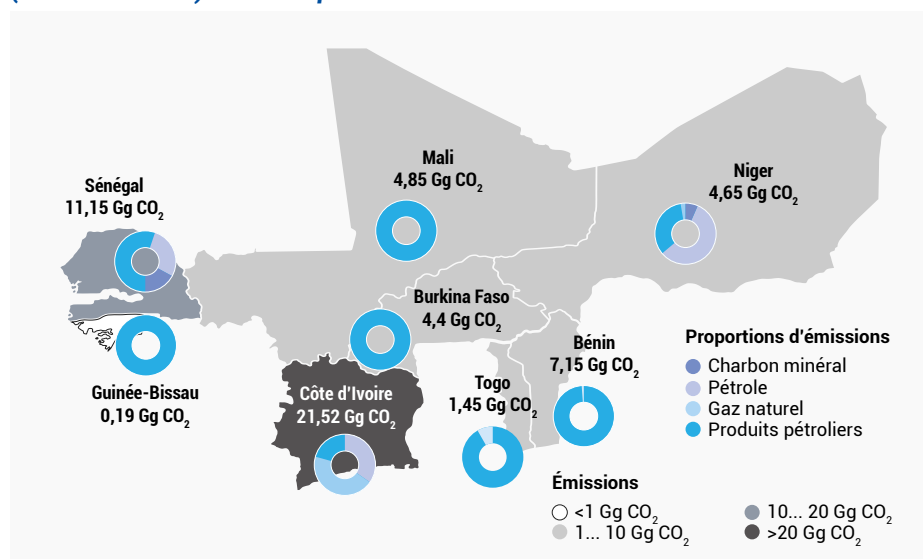 Mali
4,85 Gg CO₂
Niger
4,65 Gg CO₂
Sénégal
11,15 Gg CO₂
Burkina Faso
4,4 Gg CO₂
Bénin
7,15 Gg CO₂
Guinée-Bissau
0,19 Gg CO₂
Côte d'Ivoire
21,52 Gg CO₂
Togo
1,45 Gg CO₂
Proportions d'émissions
Charbon minéral
Pétrole
Gaz naturel
Produits pétroliers
Émissions
<1 Gg CO₂
1... 10 Gg CO₂
10... 20 Gg CO₂
>20 Gg CO₂